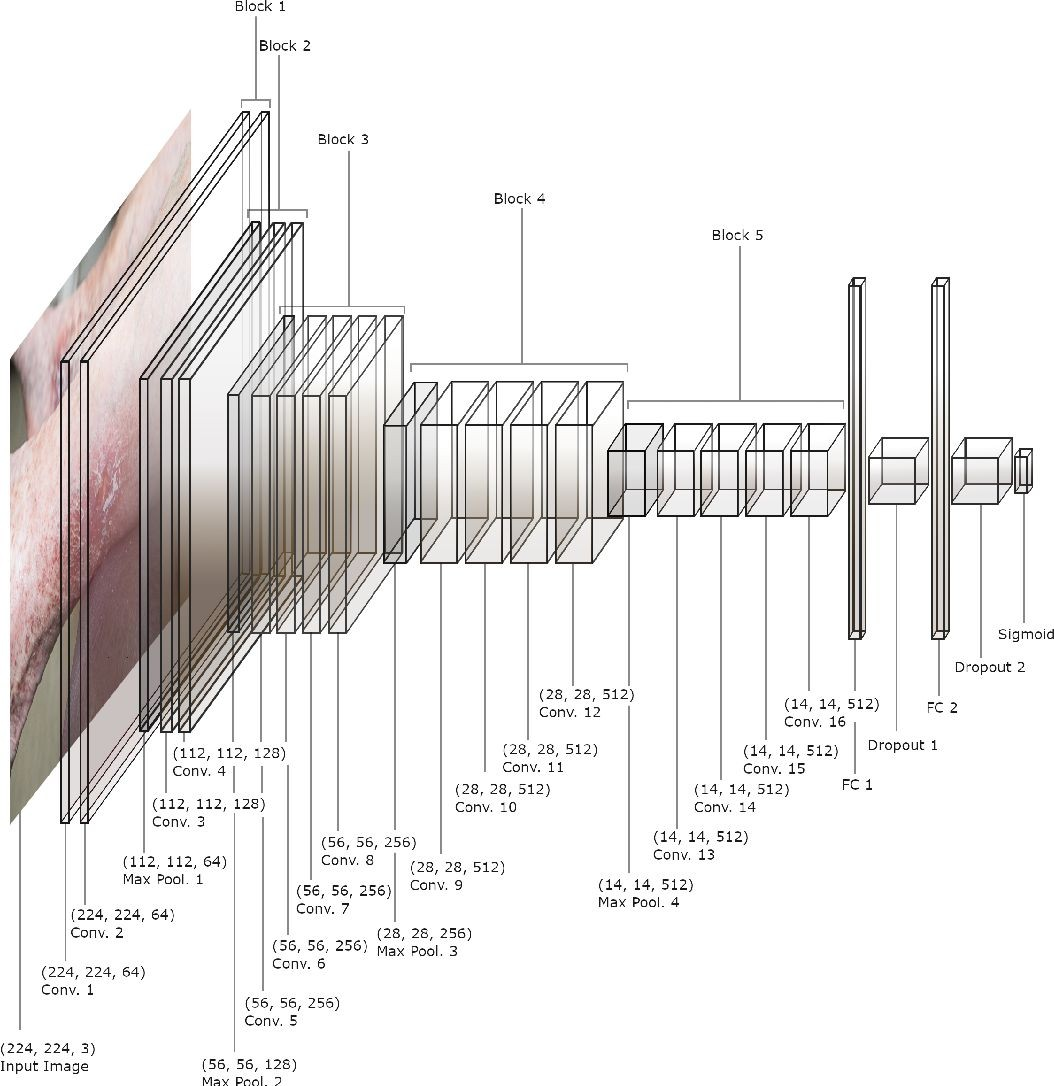 Block 1
Block 2
Block 3
Block 4
Block 5
Sigmoid
Dropout 2
(28, 28, 512)
Conv. 12
(14, 14, 512)
Conv. 16
FC 2
Dropout 1
(112, 112, 128)
Conv. 4
(28, 28, 512)
Conv. 11
(14, 14, 512)
Conv. 15
FC 1
(28, 28, 512)
Conv. 10
(14, 14, 512)
Conv. 14
(112, 112, 128)
Conv. 3
(56, 56, 256)
Conv. 8
(14, 14, 512)
Conv. 13
(112, 112, 64)
Max Pool. 1
(28, 28, 512)
Conv. 9
(56, 56, 256)
Conv. 7
(14, 14, 512)
Max Pool. 4
(224, 224, 64)
Conv. 2
(28, 28, 256)
Max Pool. 3
(56, 56, 256)
Conv. 6
(224, 224, 64)
Conv. 1
(56, 56, 256)
Conv. 5
(224, 224, 3)
Input Image
(56, 56, 128)
Max Pool. 2